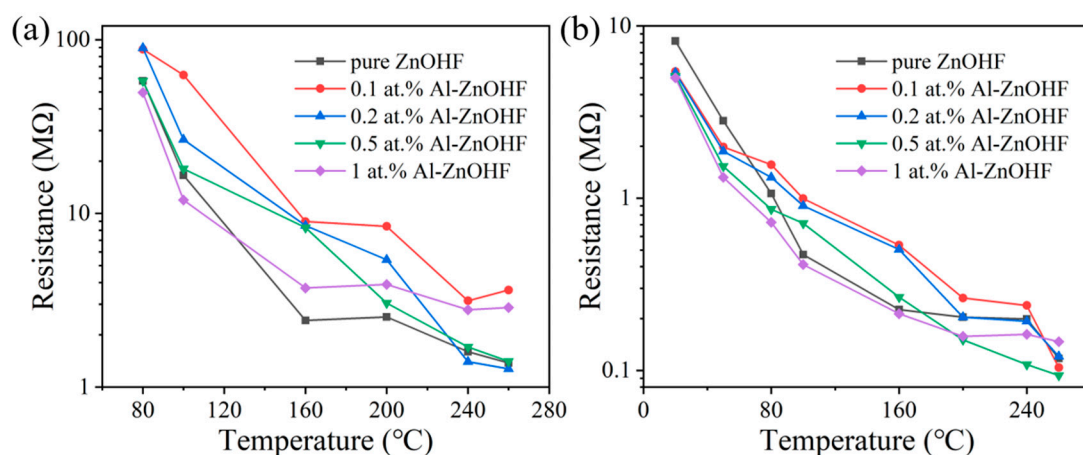 (a)
100
10
1
Resistance (MΩ)
pure ZnOHF
0.1 at.% Al-ZnOHF
0.2 at.% Al-ZnOHF
0.5 at.% Al-ZnOHF
1 at.% Al-ZnOHF
80 120 160 200 240 280
Temperature (℃)
(b)
10
1
0.1
Resistance (MΩ)
pure ZnOHF
0.1 at.% Al-ZnOHF
0.2 at.% Al-ZnOHF
0.5 at.% Al-ZnOHF
1 at.% Al-ZnOHF
0 80 160 240
Temperature (℃)